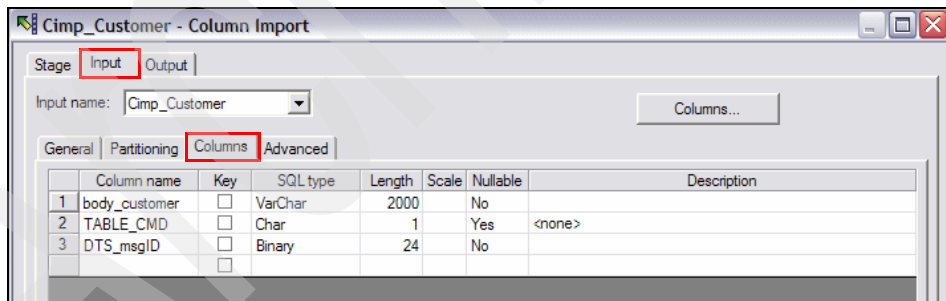 Cimp_Customer - Column Import
Stage Input Output
Input name: Cimp_Customer Columns...
General Partitioning Columns Advanced
Column name Key SQL type Length Scale Nullable Description
1 body_customer VarChar 2000 No
2 TABLE_CMD Char 1 Yes <none>
3 DTS_msgID Binary 24 No